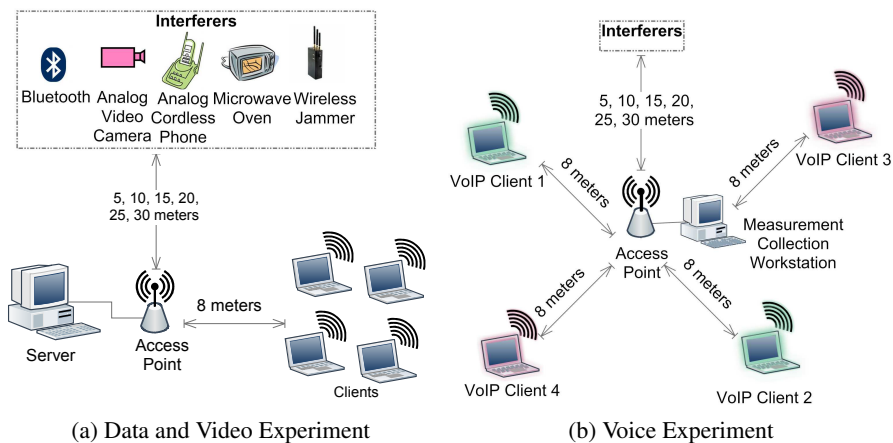 Interferers
Bluetooth
Analog
Video
Camera
Analog
Cordless
Phone
Microwave
Oven
Wireless
Jammer
5, 10, 15, 20,
25, 30 meters
8 meters
Server
Access
Point
Clients
(a) Data and Video Experiment
Interferers
5, 10, 15, 20,
25, 30 meters
VoIP Client 1
8 meters
VoIP Client 3
8 meters
Access
Point
Measurement
Collection
Workstation
8 meters
VoIP Client 4
8 meters
VoIP Client 2
(b) Voice Experiment